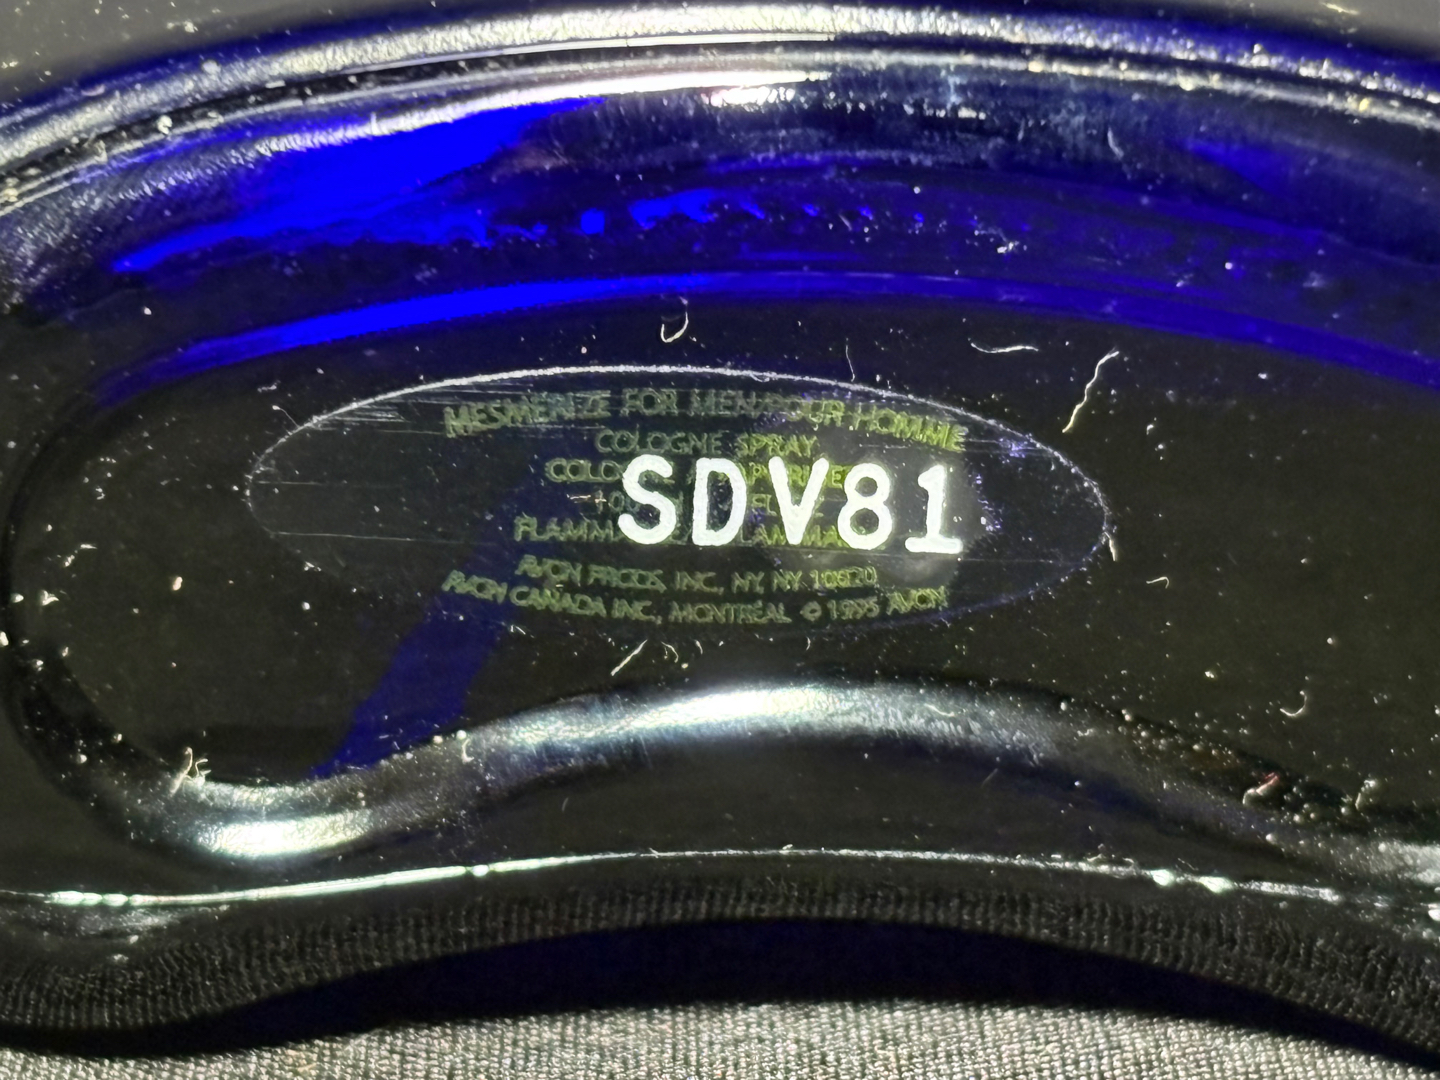 MESMERIZE FOR MEN/POUR HOMME
COLOGNE SPRAY
SDV81
AVON PRODS, INC., NY, NY 10020
AVON CANADA INC., MONTRÉAL © 1995 AVON